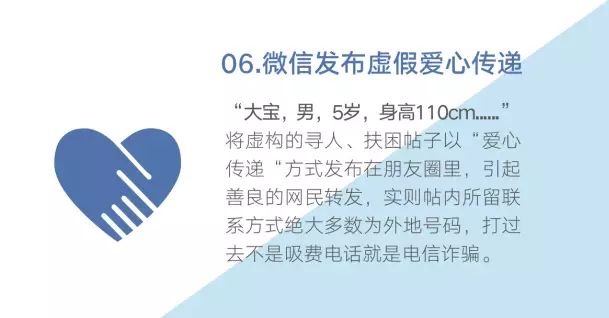 06.微信发布虚假爱心传递
“大宝，男，5岁，身高110cm......”
将虚构的寻人、扶困帖子以“爱心
传递“方式发布在朋友圈里，引起
善良的网民转发，实则帖内所留联
系方式绝大多数为外地号码，打过
去不是吸费电话就是电信诈骗。